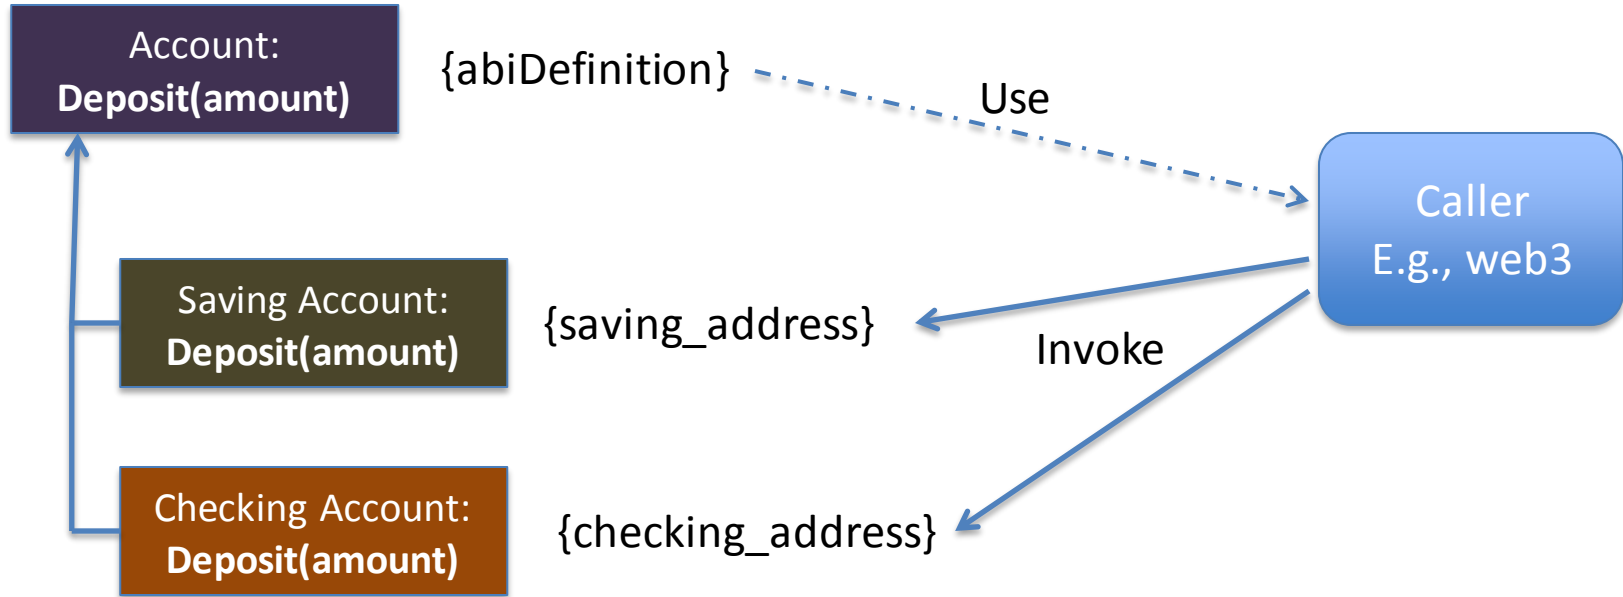 Account:
Deposit(amount)
{abiDefinition}
Use
Caller
E.g., web3
Saving Account:
Deposit(amount)
{saving_address}
Invoke
Checking Account:
Deposit(amount)
{checking_address}